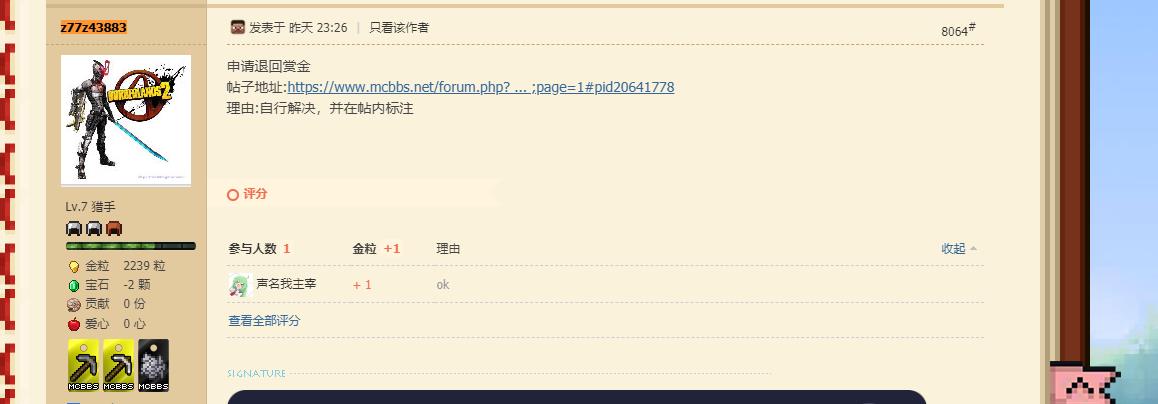 z77z43883
发表于 昨天 23:26 | 只看该作者
8064#
申请退回赏金
帖子地址:https://www.mcbbs.net/forum.php? ... ;page=1#pid20641778
理由:自行解决，并在帖内标注
BORDERLANDS 2
Lv.7 猎手
金粒 2239 粒
宝石 -2 颗
贡献 0 份
爱心 0 心
MCBBS MCBBS MCBBS
评分
参与人数 1 金粒 +1 理由 收起
声名我主宰 + 1 ok
查看全部评分
SIGNATURE